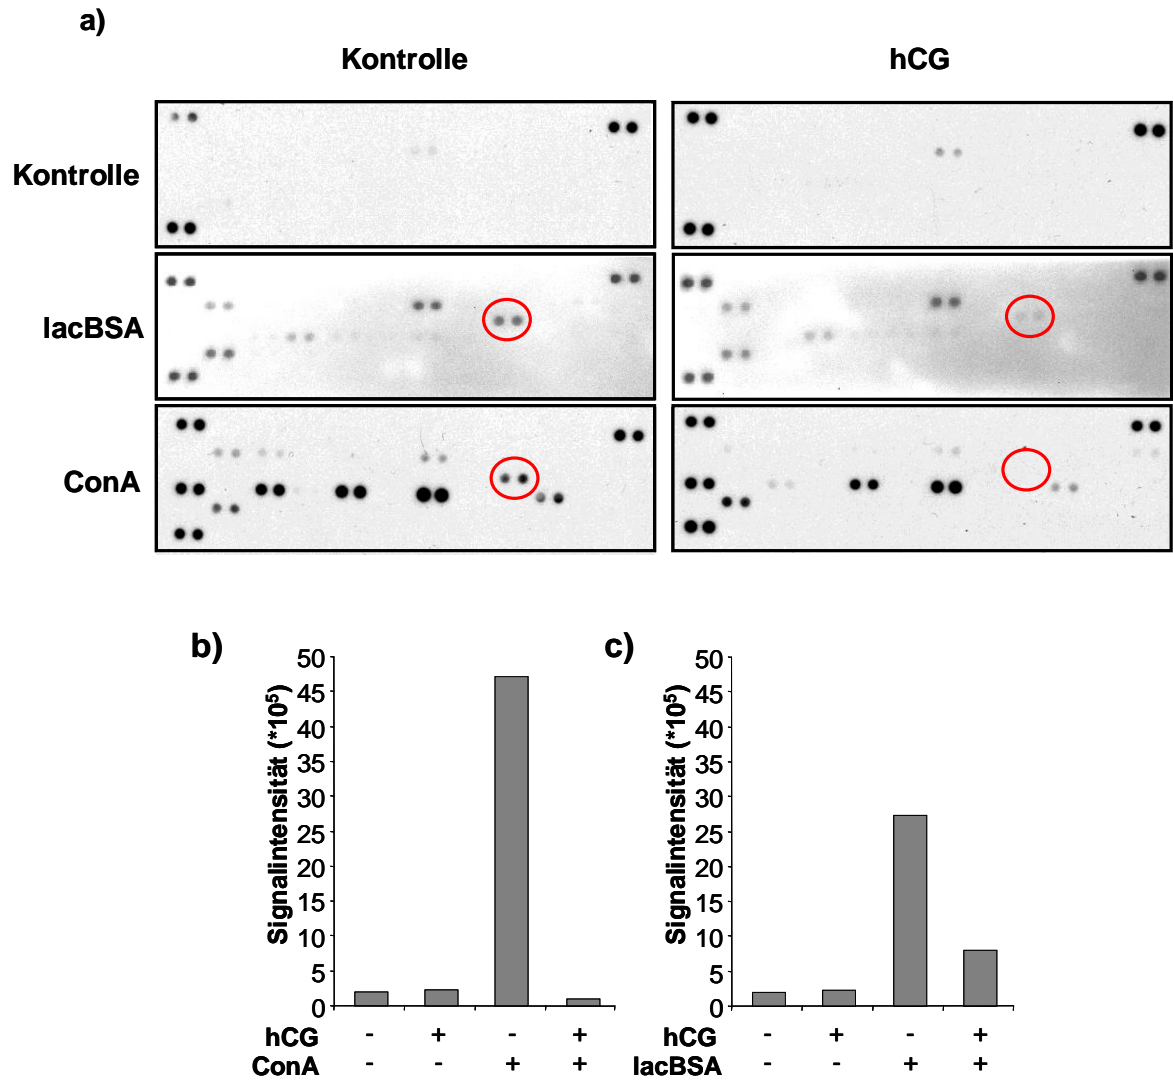 a)
Kontrolle hCG
Kontrolle
lacBSA
ConA
b)
Signalintensität (*10⁵)
50
45
40
35
30
25
20
15
10
5
0
hCG - + - +
ConA - - + +
c)
Signalintensität (*10⁵)
50
45
40
35
30
25
20
15
10
5
0
hCG - + - +
lacBSA - - + +